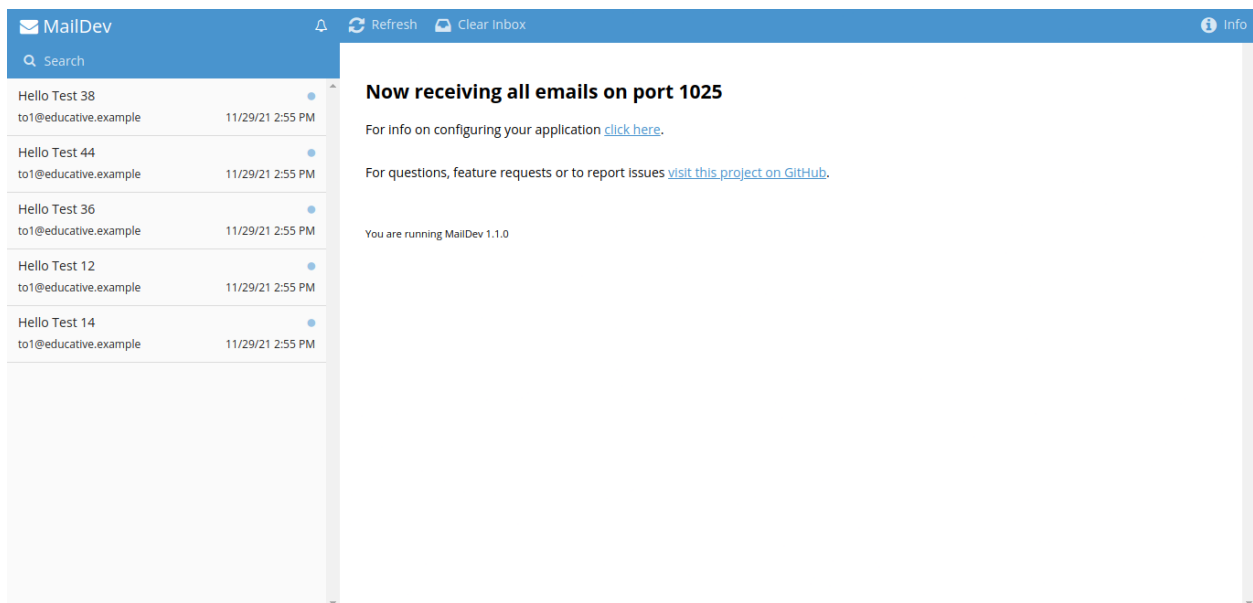 MailDev
Refresh Clear Inbox Info
Search
Hello Test 38
to1@educative.example 11/29/21 2:55 PM
Hello Test 44
to1@educative.example 11/29/21 2:55 PM
Hello Test 36
to1@educative.example 11/29/21 2:55 PM
Hello Test 12
to1@educative.example 11/29/21 2:55 PM
Hello Test 14
to1@educative.example 11/29/21 2:55 PM
Now receiving all emails on port 1025
For info on configuring your application click here.
For questions, feature requests or to report issues visit this project on GitHub.
You are running MailDev 1.1.0